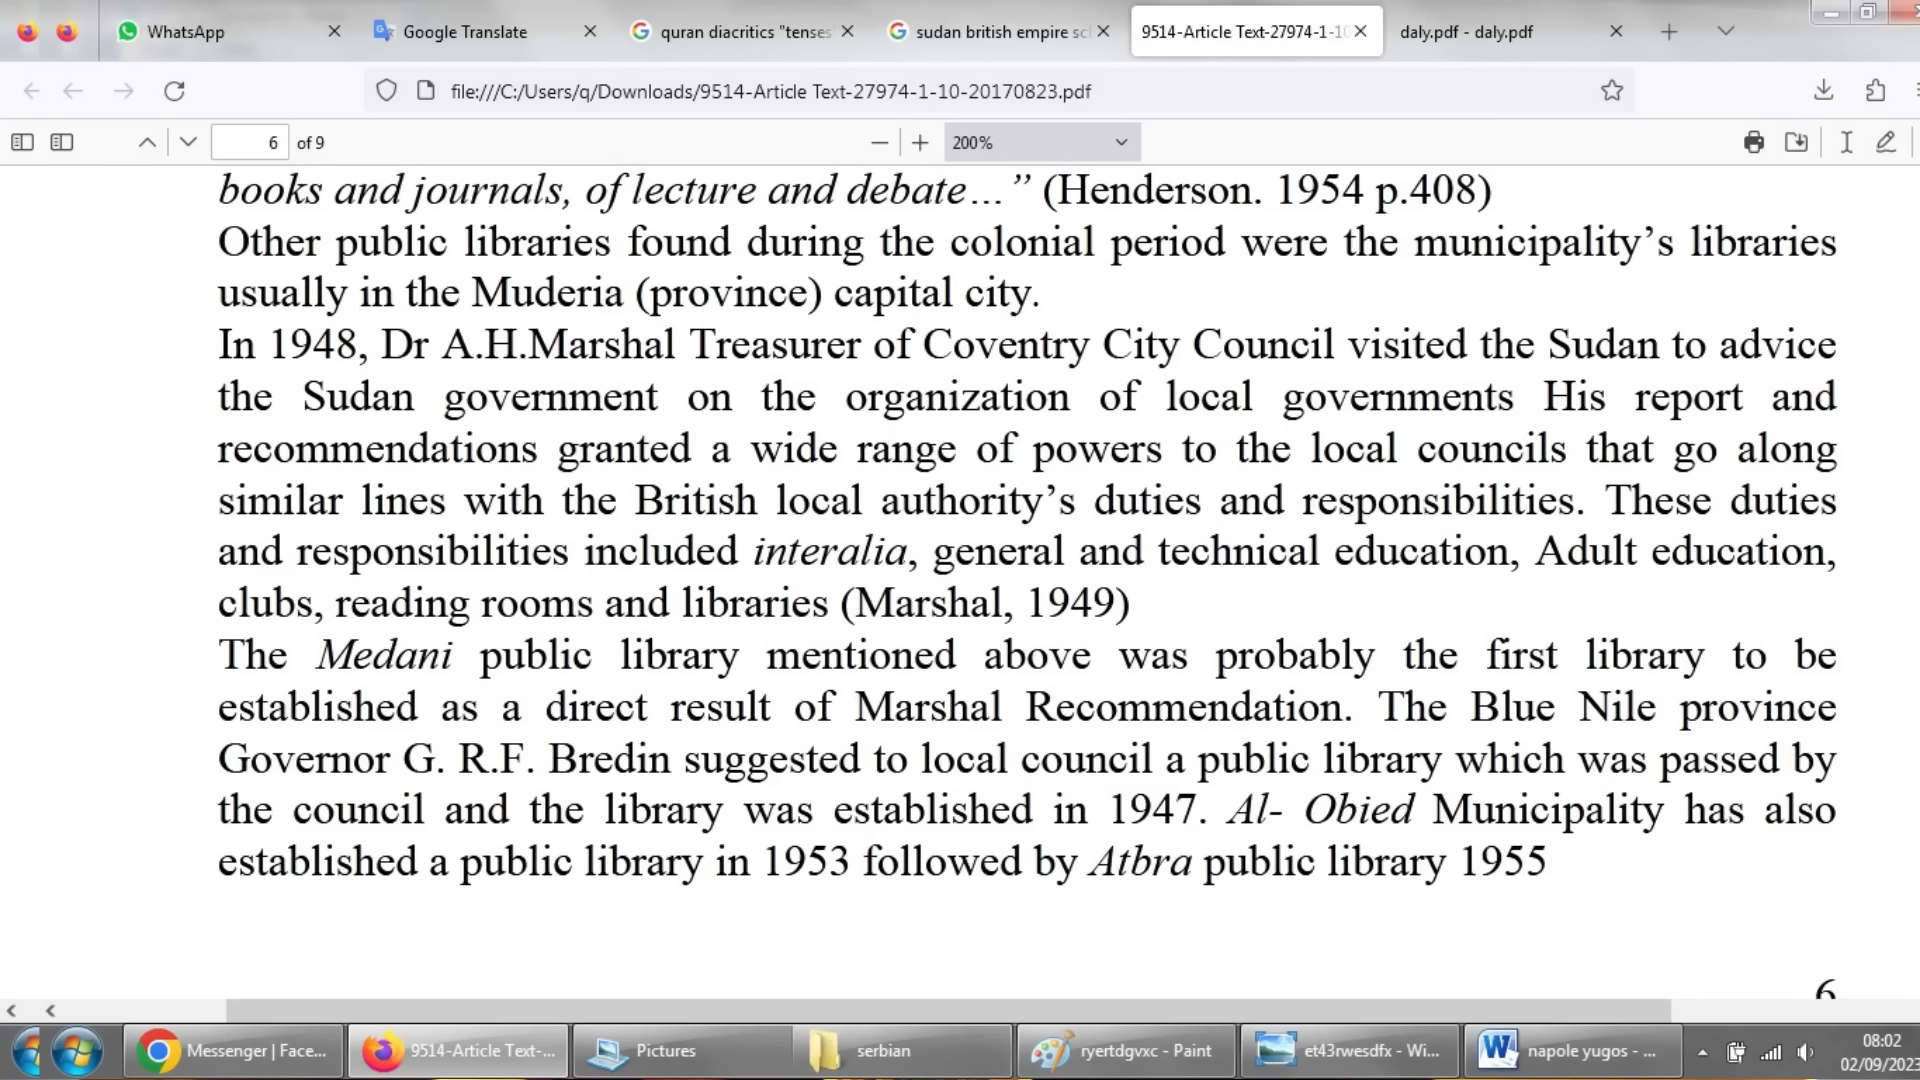 WhatsApp
Google Translate
quran diacritics "tenses
sudan british empire sc
9514-Article Text-27974-1-10
daly.pdf - daly.pdf
file:///C:/Users/q/Downloads/9514-Article Text-27974-1-10-20170823.pdf
6 of 9
200%
books and journals, of lecture and debate…” (Henderson. 1954 p.408)
Other public libraries found during the colonial period were the municipality’s libraries
usually in the Muderia (province) capital city.
In 1948, Dr A.H.Marshal Treasurer of Coventry City Council visited the Sudan to advice
the Sudan government on the organization of local governments His report and
recommendations granted a wide range of powers to the local councils that go along
similar lines with the British local authority’s duties and responsibilities. These duties
and responsibilities included interalia, general and technical education, Adult education,
clubs, reading rooms and libraries (Marshal, 1949)
The Medani public library mentioned above was probably the first library to be
established as a direct result of Marshal Recommendation. The Blue Nile province
Governor G. R.F. Bredin suggested to local council a public library which was passed by
the council and the library was established in 1947. Al- Obied Municipality has also
established a public library in 1953 followed by Atbra public library 1955
6
Messenger | Face...
9514-Article Text-...
Pictures
serbian
ryertdgvxc - Paint
et43rwesdfx - Wi...
napole yugos - ...
08:02
02/09/2023